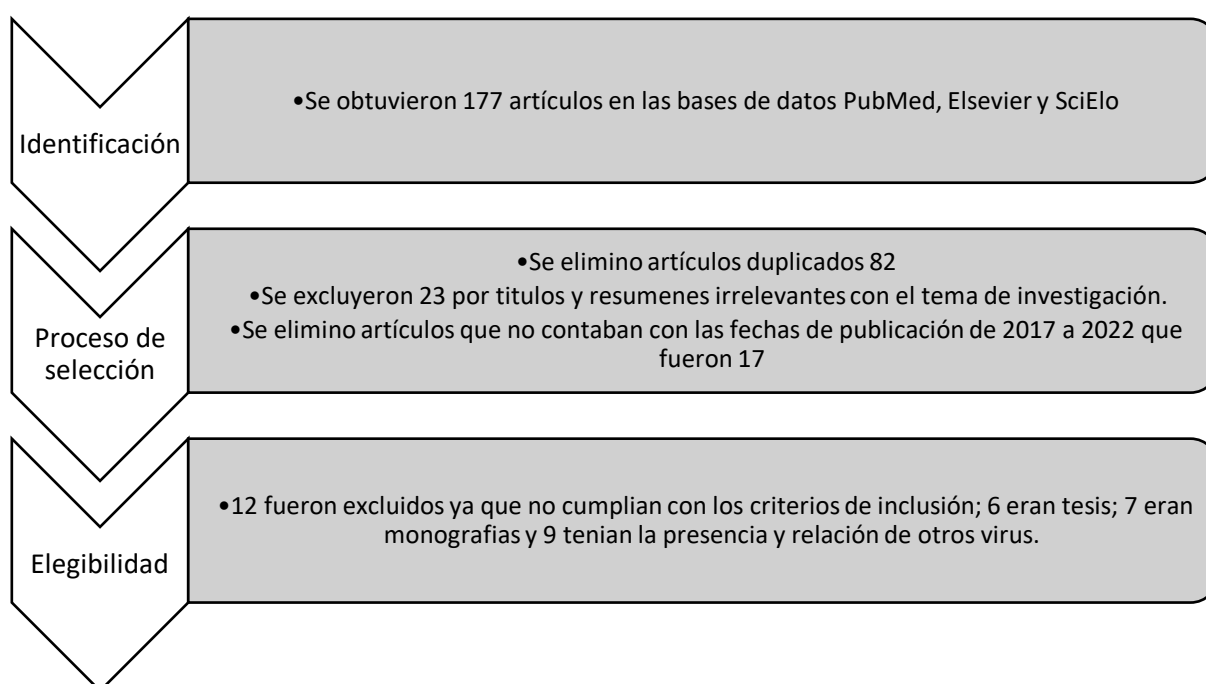 Identificación
•Se obtuvieron 177 artículos en las bases de datos PubMed, Elsevier y SciElo
Proceso de
selección
•Se elimino artículos duplicados 82
•Se excluyeron 23 por titulos y resumenes irrelevantes con el tema de investigación.
•Se elimino artículos que no contaban con las fechas de publicación de 2017 a 2022 que
fueron 17
Elegibilidad
•12 fueron excluidos ya que no cumplian con los criterios de inclusión; 6 eran tesis; 7 eran
monografias y 9 tenian la presencia y relación de otros virus.